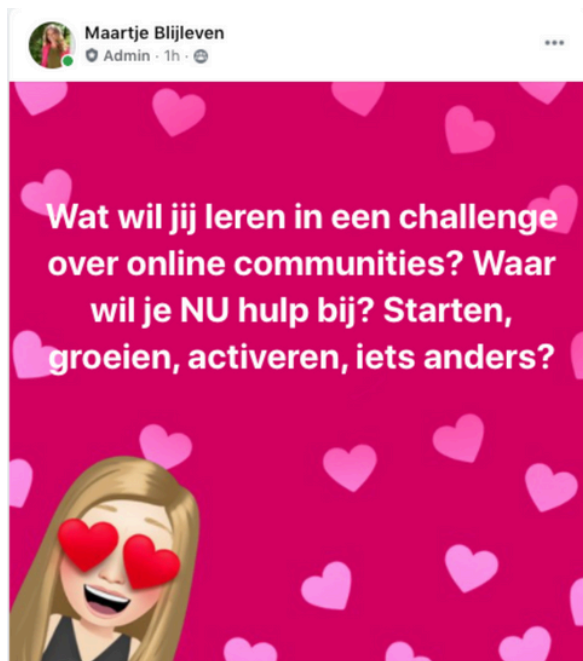 Maartje Blijleven
Admin · 1h ·
Wat wil jij leren in een challenge
over online communities? Waar
wil je NU hulp bij? Starten,
groeien, activeren, iets anders?